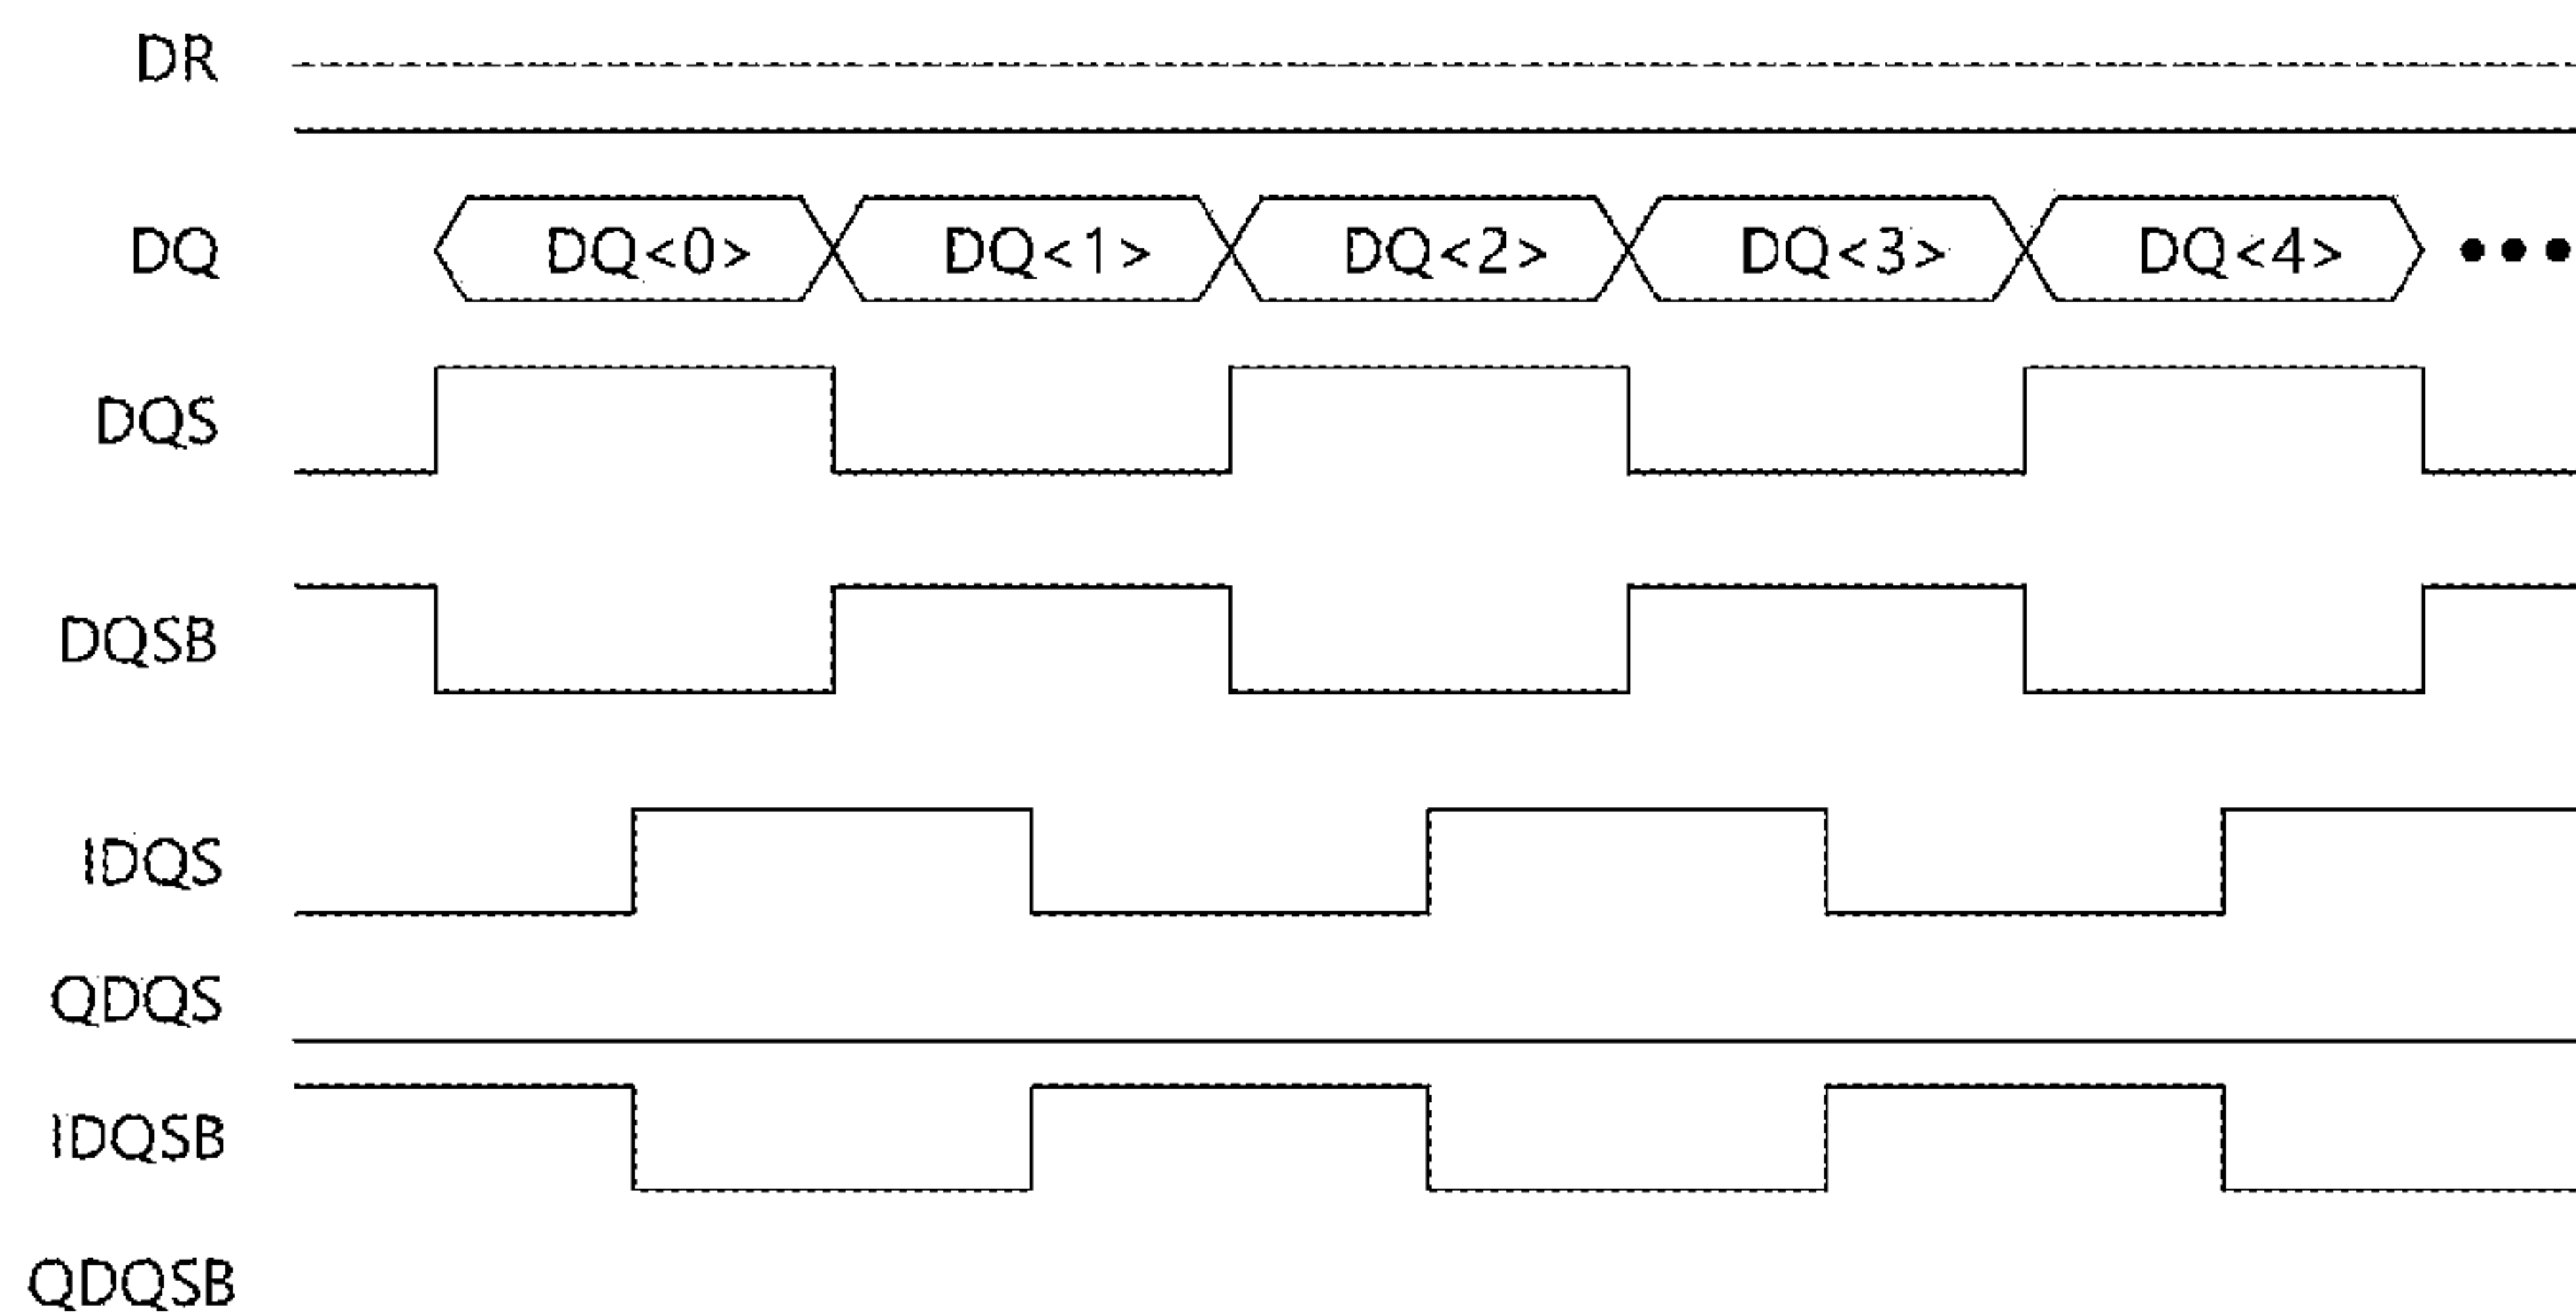 DR
DQ DQ<0> DQ<1> DQ<2> DQ<3> DQ<4> •••
DQS
DQSB
IDQS
QDQS
IDQSB
QDQSB